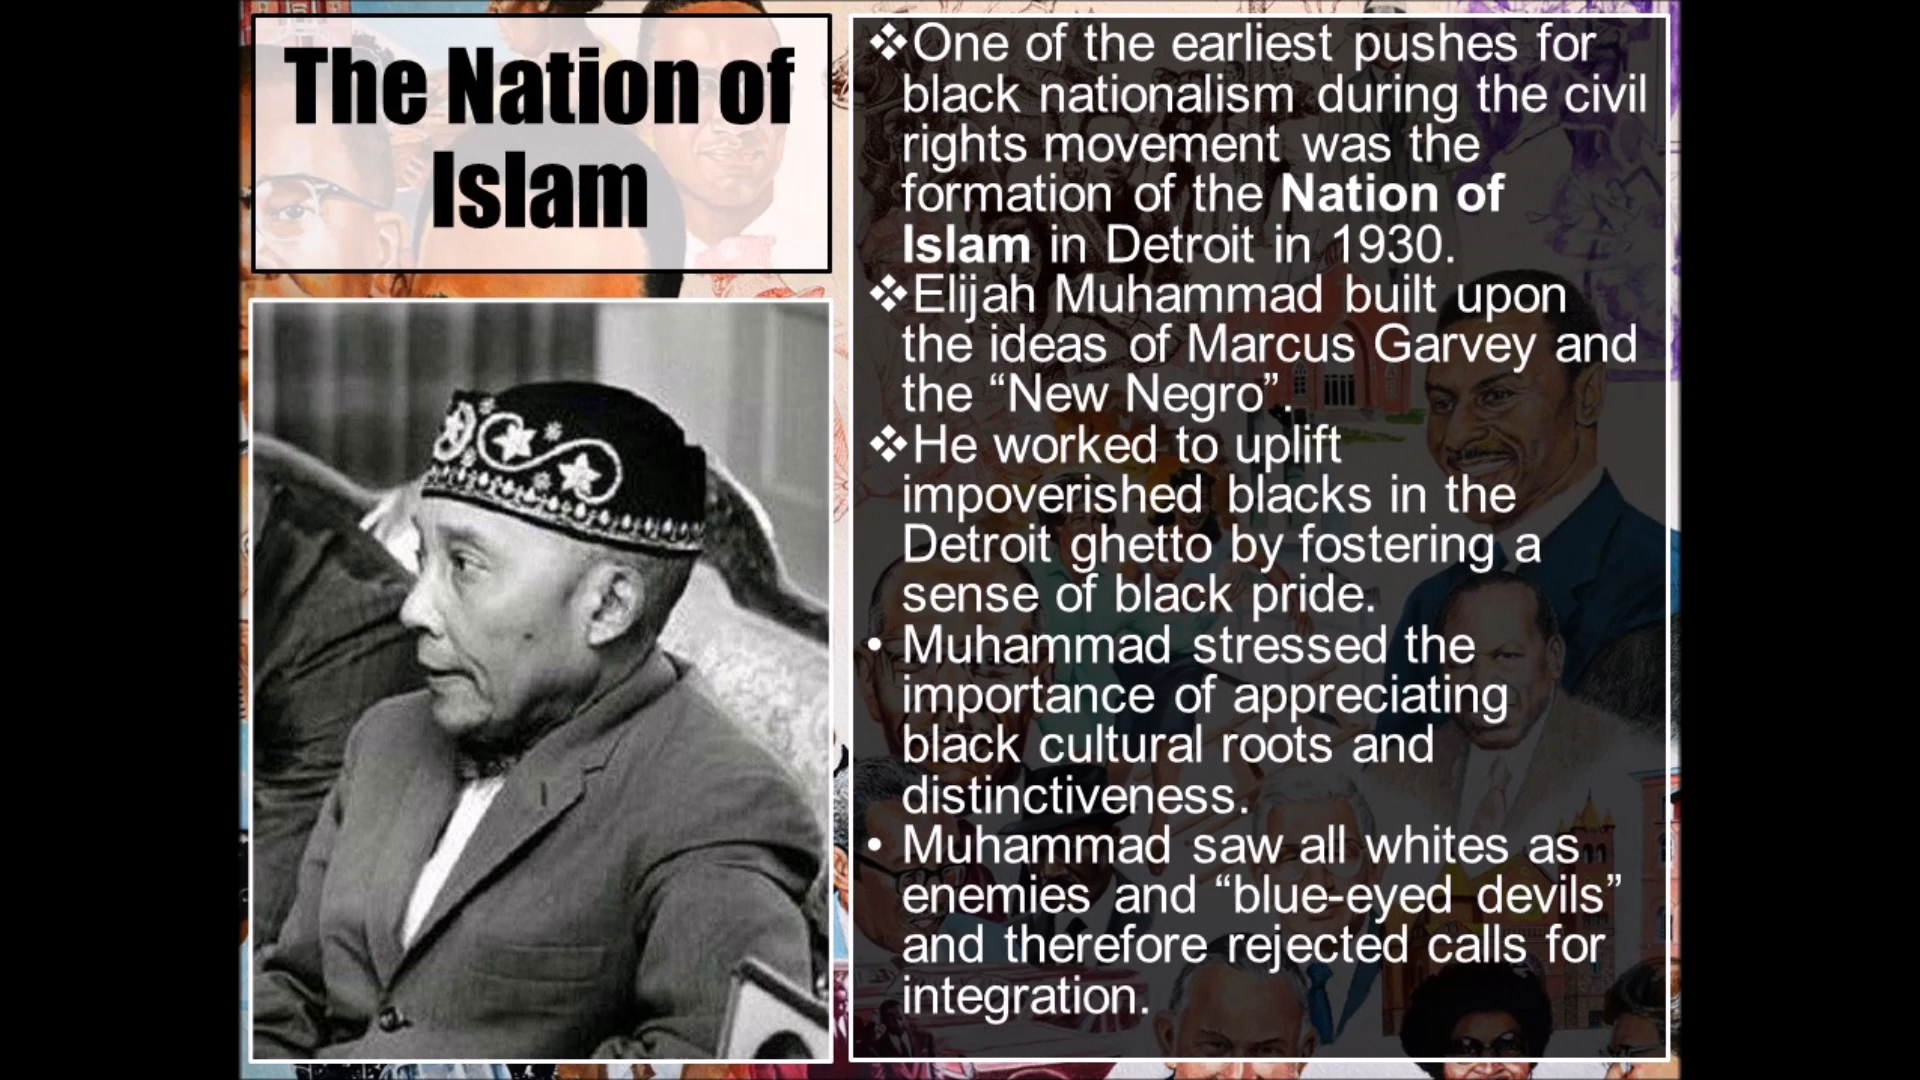 The Nation of
Islam
❖One of the earliest pushes for
black nationalism during the civil
rights movement was the
formation of the Nation of
Islam in Detroit in 1930.
❖Elijah Muhammad built upon
the ideas of Marcus Garvey and
the “New Negro”.
❖He worked to uplift
impoverished blacks in the
Detroit ghetto by fostering a
sense of black pride.
• Muhammad stressed the
importance of appreciating
black cultural roots and
distinctiveness.
• Muhammad saw all whites as
enemies and “blue-eyed devils”
and therefore rejected calls for
integration.